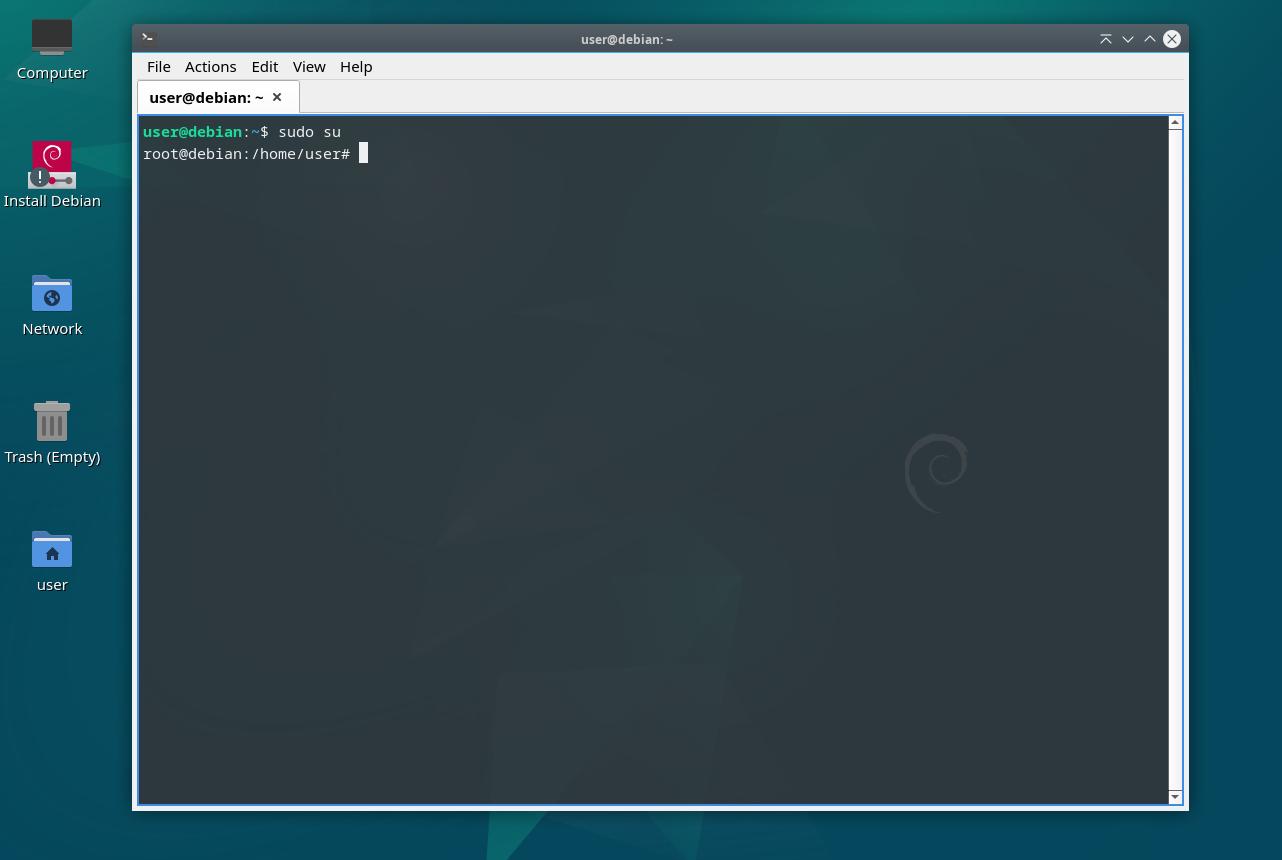 Computer
Install Debian
Network
Trash (Empty)
user
user@debian: ~
File Actions Edit View Help
user@debian: ~
user@debian:~$ sudo su
root@debian:/home/user#